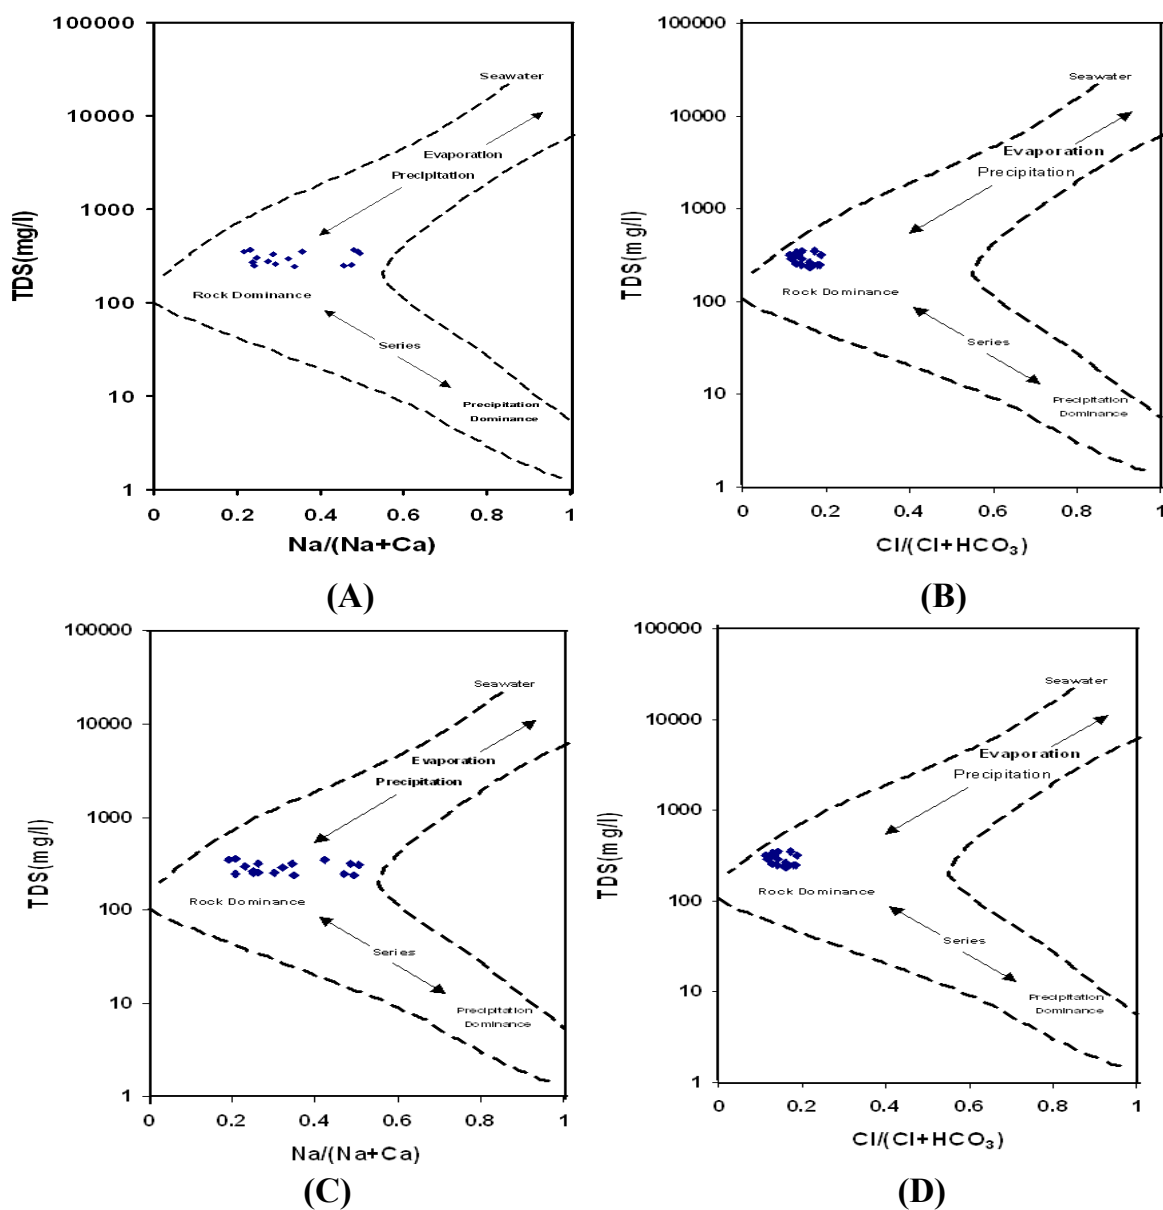 100000
10000
1000
100
10
1
TDS(mg/l)
Seawater
Evaporation
Precipitation
Rock Dominance
Series
Precipitation
Dominance
0 0.2 0.4 0.6 0.8 1
Na/(Na+Ca)
(A)
100000
10000
1000
100
10
1
TDS(mg/l)
Seawater
Evaporation
Precipitation
Rock Dominance
Series
Precipitation
Dominance
0 0.2 0.4 0.6 0.8 1
Cl/(Cl+HCO₃)
(B)
100000
10000
1000
100
10
1
TDS(mg/l)
Seawater
Evaporation
Precipitation
Rock Dominance
Series
Precipitation
Dominance
0 0.2 0.4 0.6 0.8 1
Na/(Na+Ca)
(C)
100000
10000
1000
100
10
1
TDS(mg/l)
Seawater
Evaporation
Precipitation
Rock Dominance
Series
Precipitation
Dominance
0 0.2 0.4 0.6 0.8 1
Cl/(Cl+HCO₃)
(D)